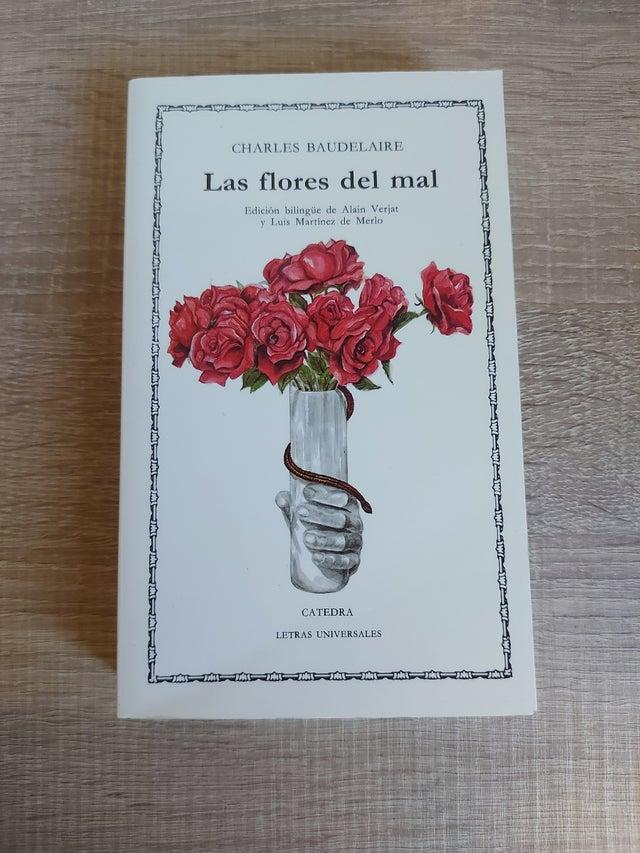 CHARLES BAUDELAIRE
Las flores del mal
Edición bilingüe de Alain Verjat
y Luis Martínez de Merlo
CATEDRA
LETRAS UNIVERSALES